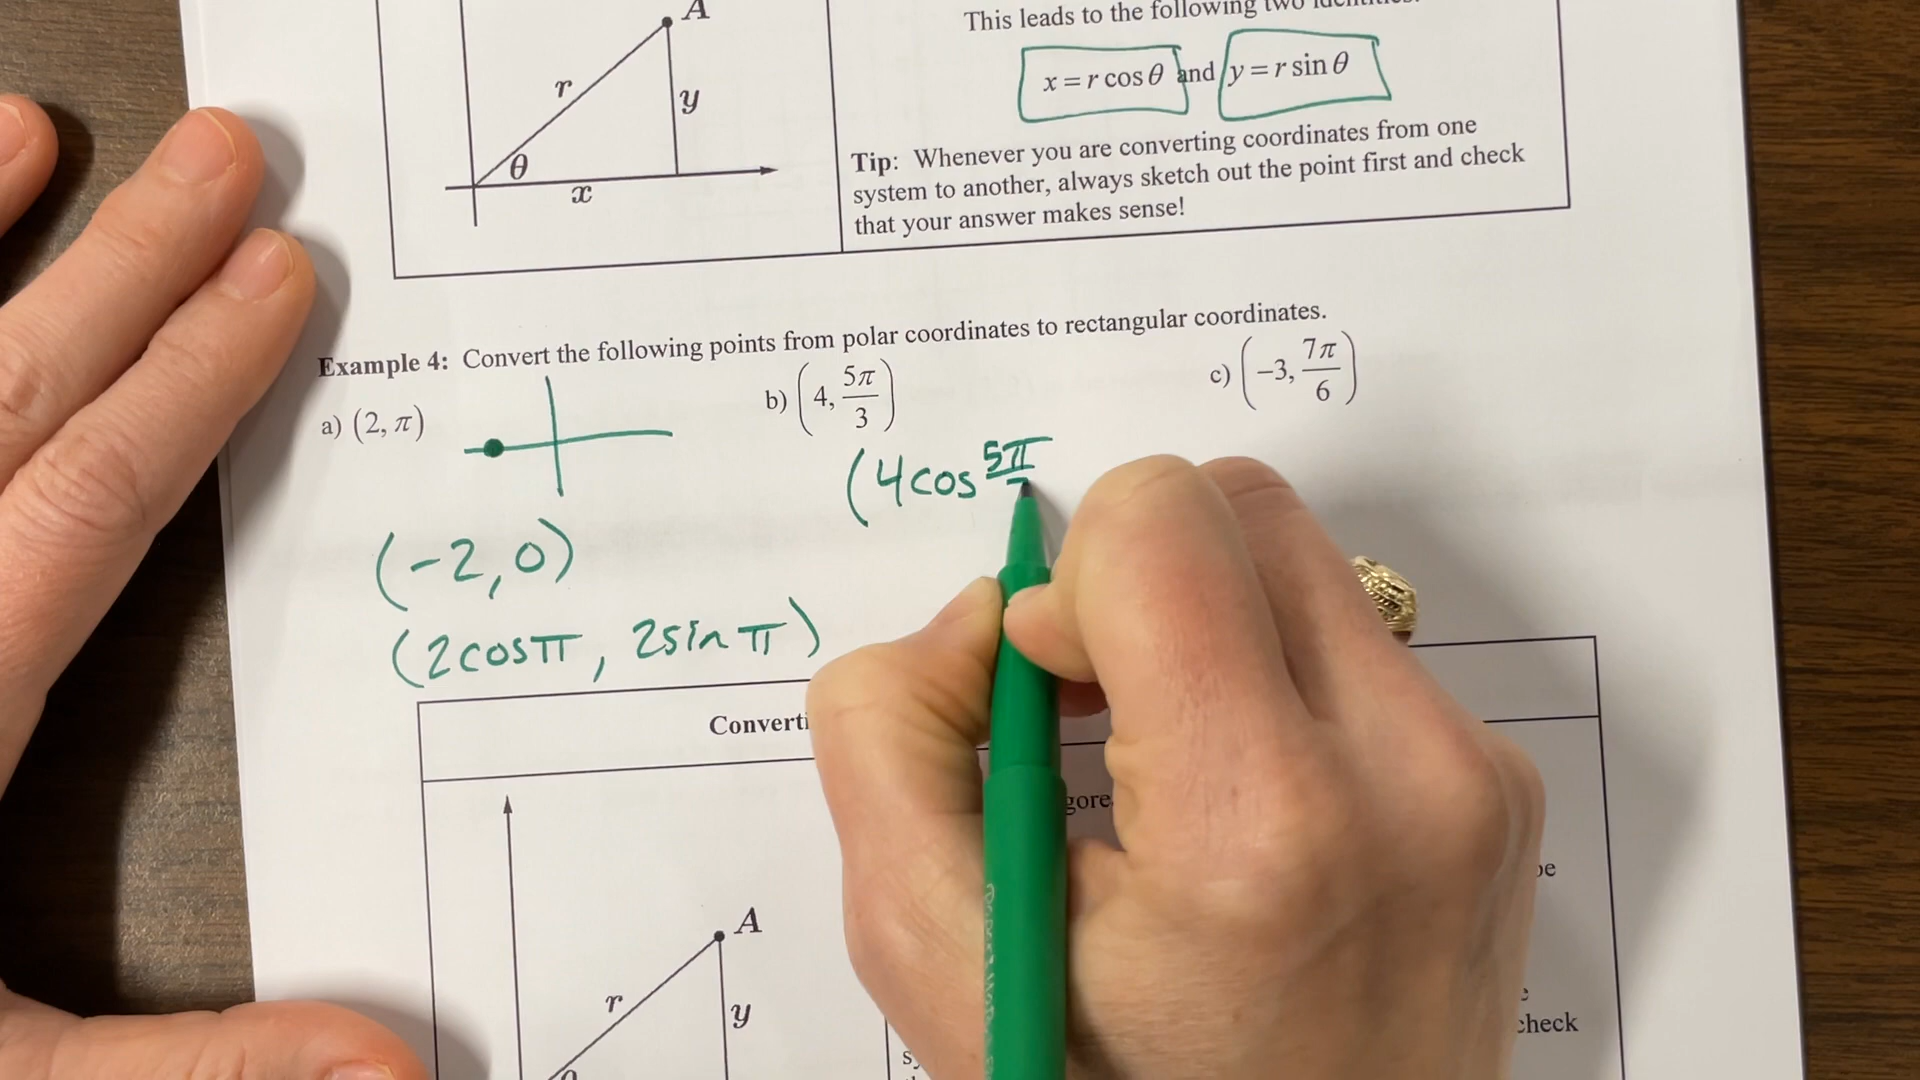 A
r
y
θ
x
This leads to the following two identities:
x = r cos θ and y = r sin θ
Tip: Whenever you are converting coordinates from one
system to another, always sketch out the point first and check
that your answer makes sense!
Example 4: Convert the following points from polar coordinates to rectangular coordinates.
a) (2, π)
b) (4, 5π/3)
c) (−3, 7π/6)
(4cos 5π
(-2,0)
(2cosπ, 2sinπ)
Converti
gore
be
A
r
y
check